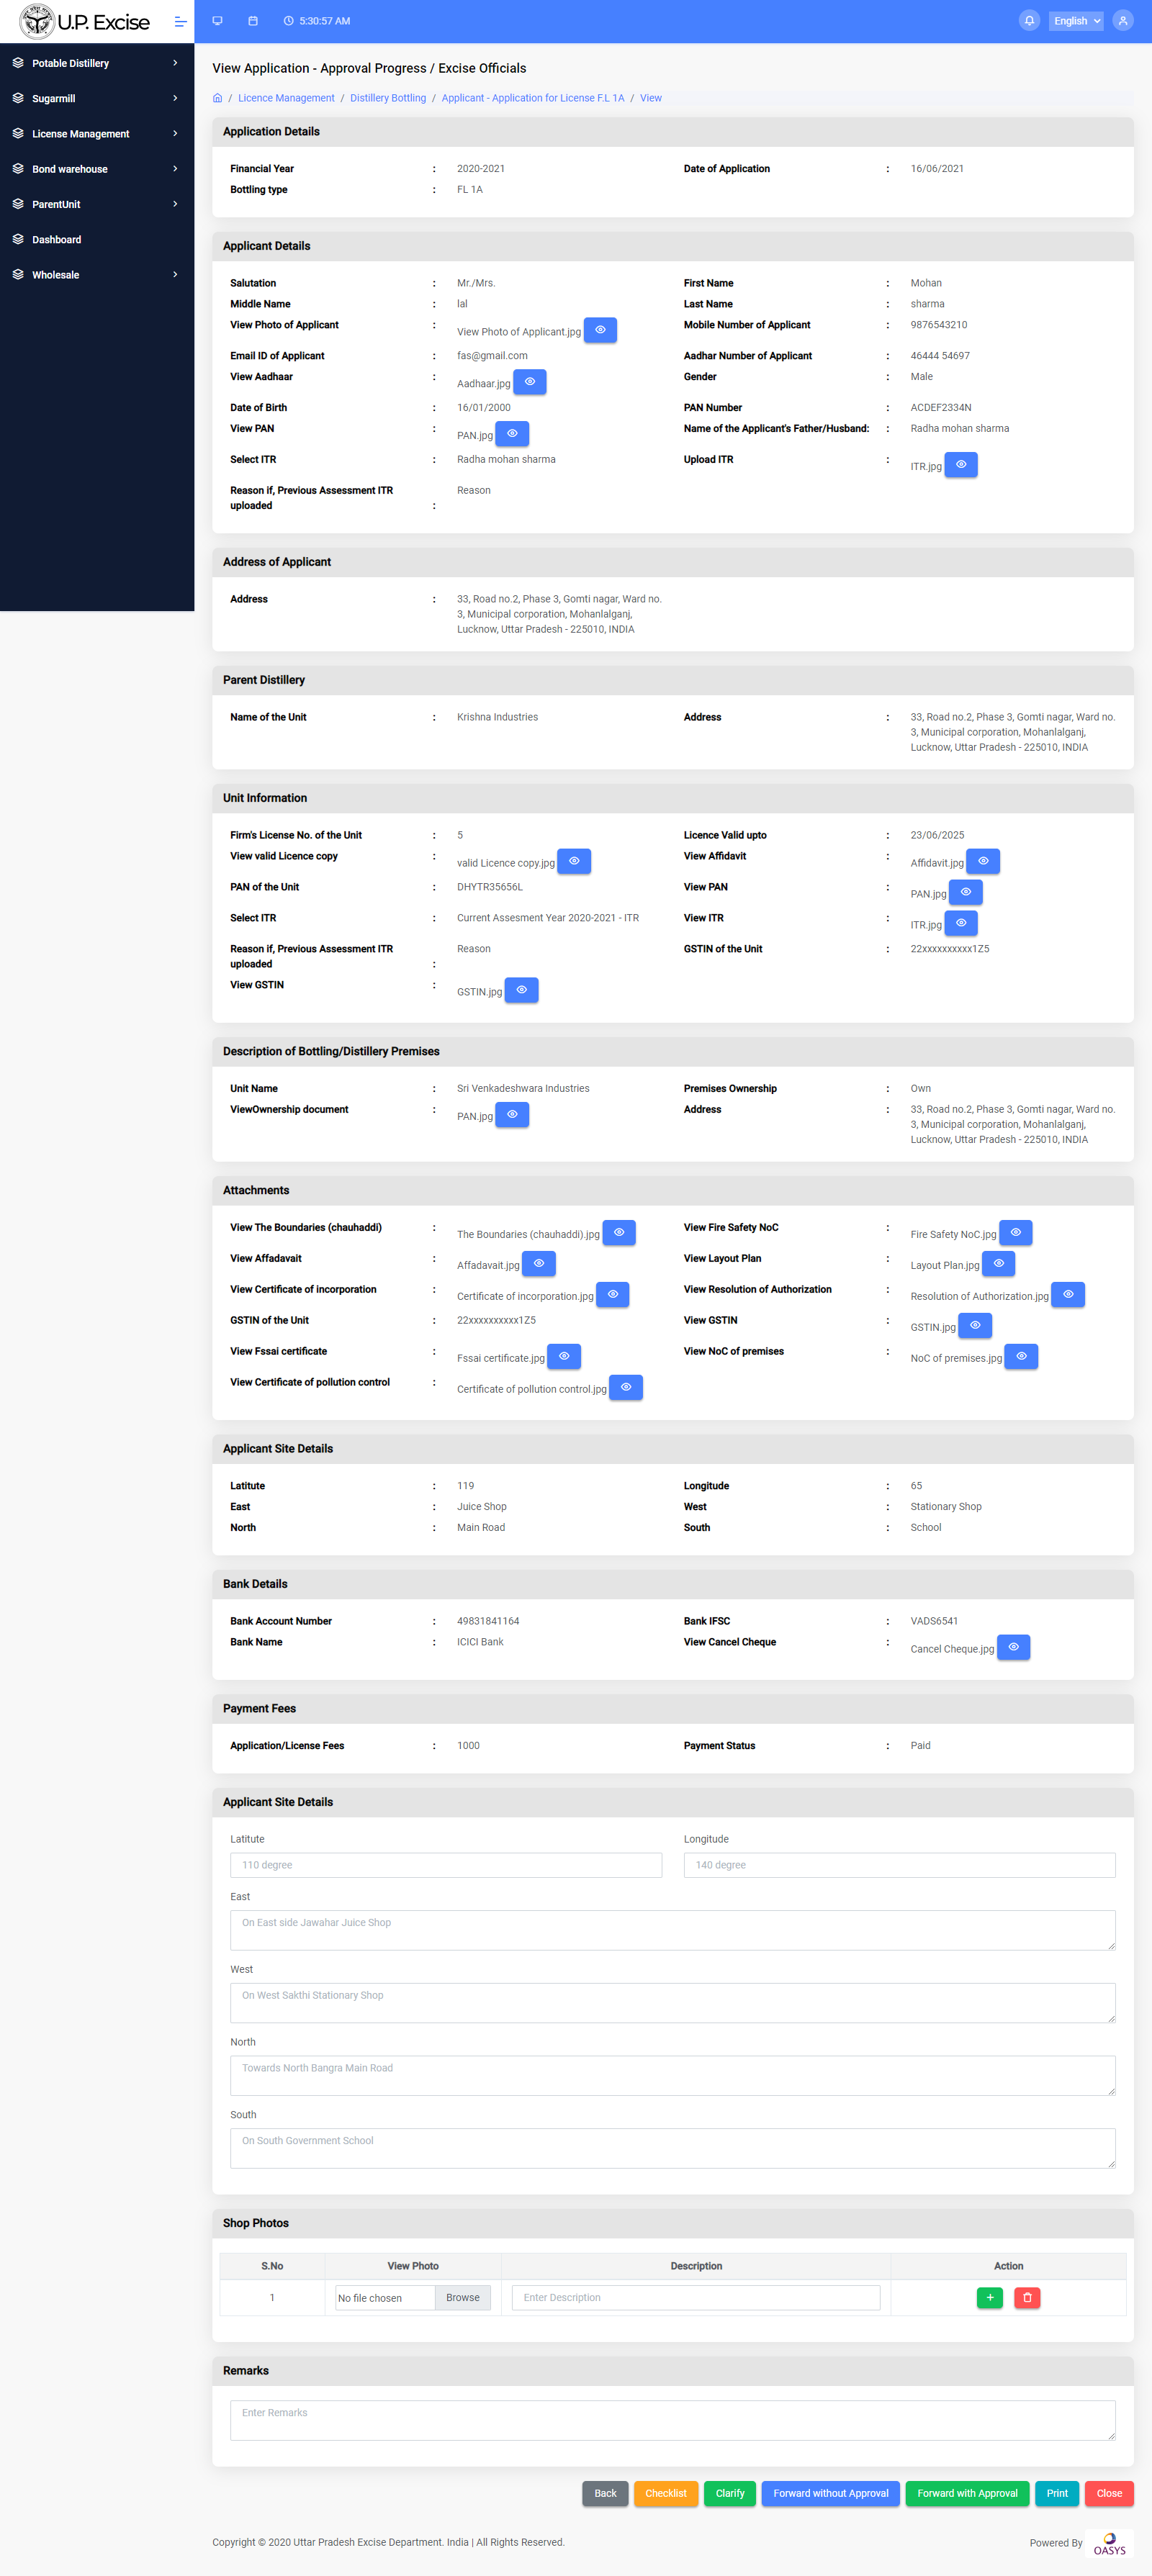 U.P. Excise
5:30:57 AM
English
Potable Distillery
Sugarmill
License Management
Bond warehouse
ParentUnit
Dashboard
Wholesale
View Application - Approval Progress / Excise Officials
/ Licence Management / Distillery Bottling / Applicant - Application for License F.L 1A / View
Application Details
Financial Year : 2020-2021 Date of Application : 16/06/2021
Bottling type : FL 1A
Applicant Details
Salutation : Mr./Mrs. First Name : Mohan
Middle Name : lal Last Name : sharma
View Photo of Applicant : View Photo of Applicant.jpg Mobile Number of Applicant : 9876543210
Email ID of Applicant : fas@gmail.com Aadhar Number of Applicant : 46444 54697
View Aadhaar : Aadhaar.jpg Gender : Male
Date of Birth : 16/01/2000 PAN Number : ACDEF2334N
View PAN : PAN.jpg Name of the Applicant's Father/Husband: : Radha mohan sharma
Select ITR : Radha mohan sharma Upload ITR : ITR.jpg
Reason if, Previous Assessment ITR Reason
uploaded :
Address of Applicant
Address : 33, Road no.2, Phase 3, Gomti nagar, Ward no.
3, Municipal corporation, Mohanlalganj,
Lucknow, Uttar Pradesh - 225010, INDIA
Parent Distillery
Name of the Unit : Krishna Industries Address : 33, Road no.2, Phase 3, Gomti nagar, Ward no.
3, Municipal corporation, Mohanlalganj,
Lucknow, Uttar Pradesh - 225010, INDIA
Unit Information
Firm's License No. of the Unit : 5 Licence Valid upto : 23/06/2025
View valid Licence copy : valid Licence copy.jpg View Affidavit : Affidavit.jpg
PAN of the Unit : DHYTR35656L View PAN : PAN.jpg
Select ITR : Current Assesment Year 2020-2021 - ITR View ITR : ITR.jpg
Reason if, Previous Assessment ITR Reason GSTIN of the Unit : 22xxxxxxxxxx1Z5
uploaded :
View GSTIN : GSTIN.jpg
Description of Bottling/Distillery Premises
Unit Name : Sri Venkadeshwara Industries Premises Ownership : Own
ViewOwnership document : PAN.jpg Address : 33, Road no.2, Phase 3, Gomti nagar, Ward no.
3, Municipal corporation, Mohanlalganj,
Lucknow, Uttar Pradesh - 225010, INDIA
Attachments
View The Boundaries (chauhaddi) : The Boundaries (chauhaddi).jpg View Fire Safety NoC : Fire Safety NoC.jpg
View Affadavait : Affadavait.jpg View Layout Plan : Layout Plan.jpg
View Certificate of incorporation : Certificate of incorporation.jpg View Resolution of Authorization : Resolution of Authorization.jpg
GSTIN of the Unit : 22xxxxxxxxxx1Z5 View GSTIN : GSTIN.jpg
View Fssai certificate : Fssai certificate.jpg View NoC of premises : NoC of premises.jpg
View Certificate of pollution control : Certificate of pollution control.jpg
Applicant Site Details
Latitute : 119 Longitude : 65
East : Juice Shop West : Stationary Shop
North : Main Road South : School
Bank Details
Bank Account Number : 49831841164 Bank IFSC : VADS6541
Bank Name : ICICI Bank View Cancel Cheque : Cancel Cheque.jpg
Payment Fees
Application/License Fees : 1000 Payment Status : Paid
Applicant Site Details
Latitute Longitude
110 degree 140 degree
East
On East side Jawahar Juice Shop
West
On West Sakthi Stationary Shop
North
Towards North Bangra Main Road
South
On South Government School
Shop Photos
S.No View Photo Description Action
1 No file chosen Browse Enter Description
Remarks
Enter Remarks
Back Checklist Clarify Forward without Approval Forward with Approval Print Close
Copyright © 2020 Uttar Pradesh Excise Department. India | All Rights Reserved. Powered By OASYS